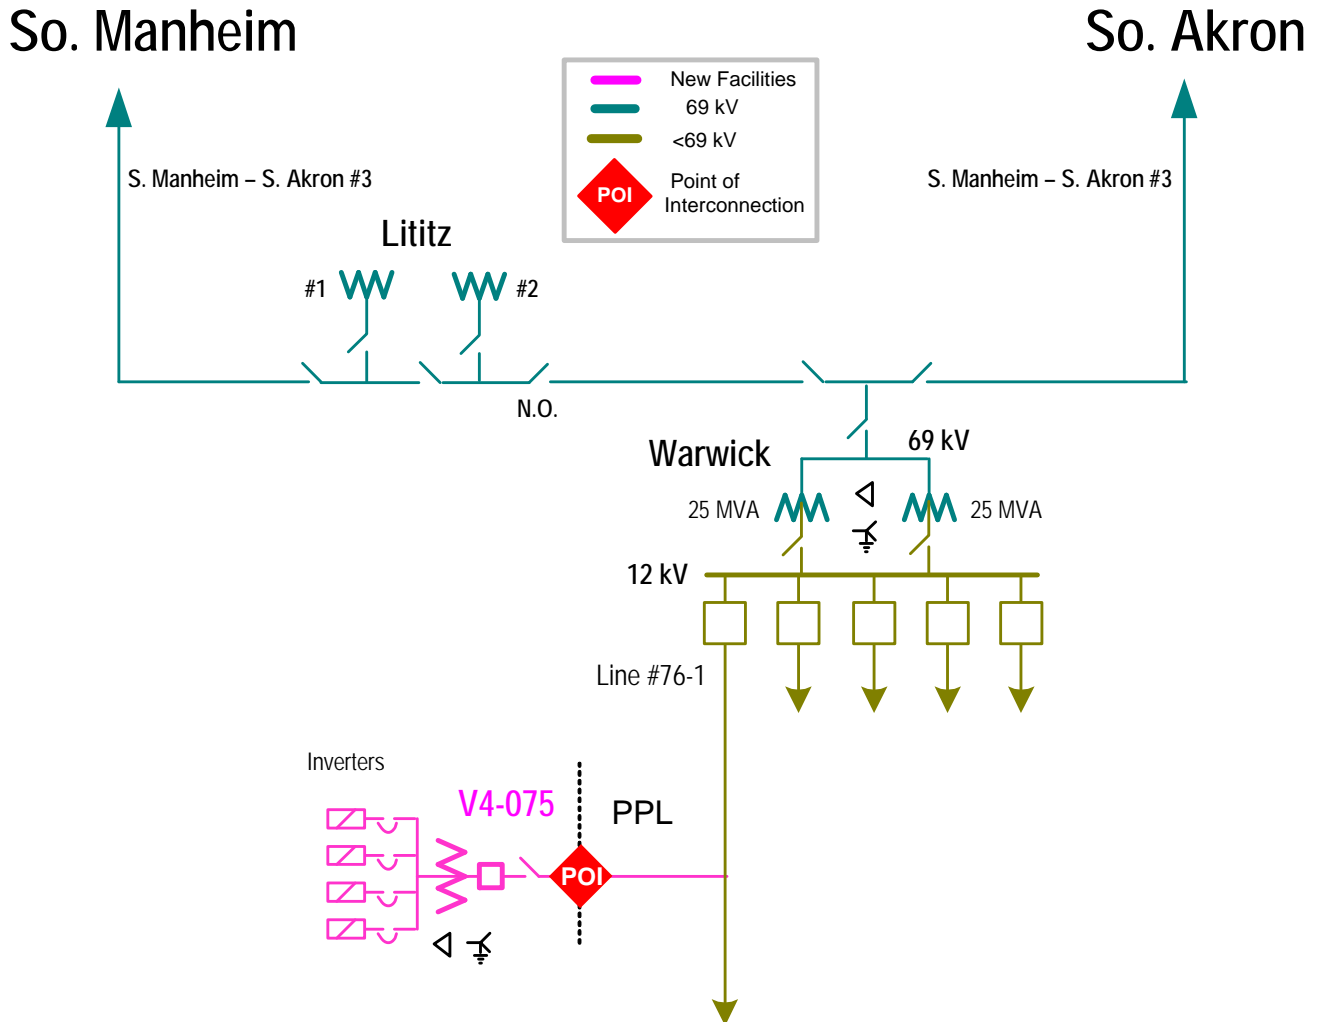 So. Manheim
So. Akron
New Facilities
69 kV
<69 kV
POI
Point of
Interconnection
S. Manheim – S. Akron #3
S. Manheim – S. Akron #3
Lititz
#1
#2
N.O.
Warwick
69 kV
25 MVA
25 MVA
12 kV
Line #76-1
Inverters
V4-075
PPL
POI